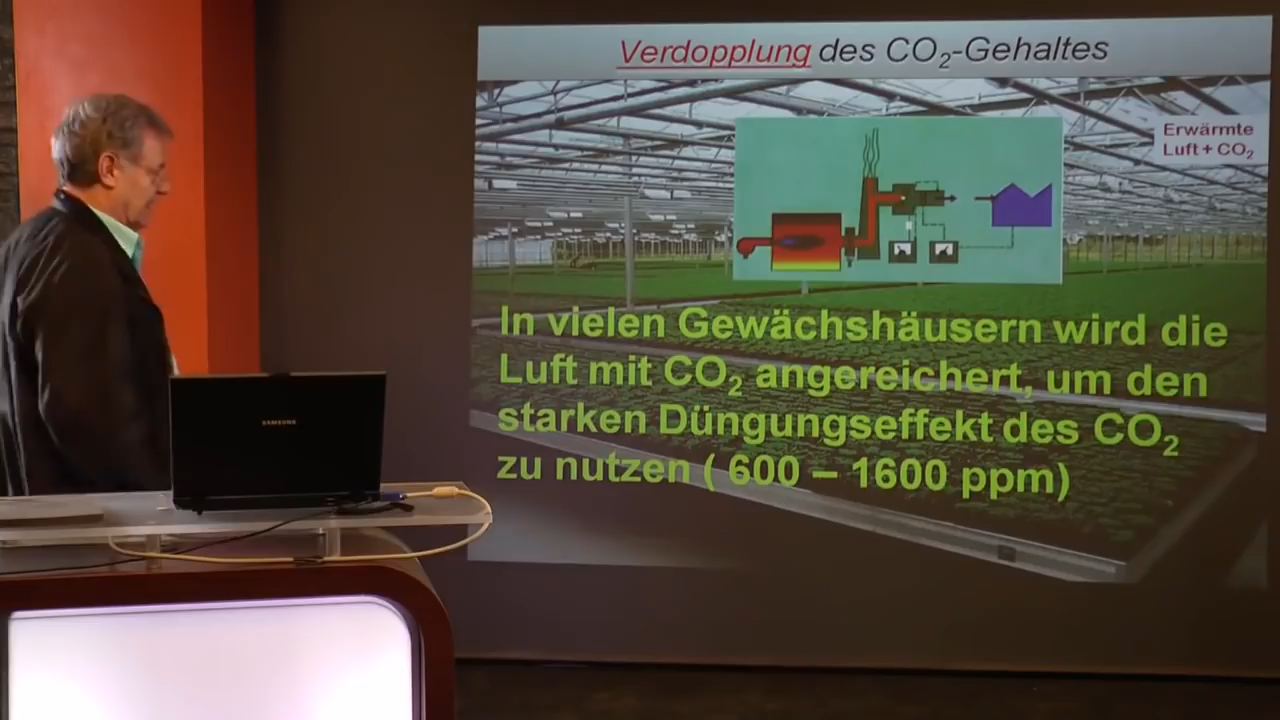 Verdopplung des CO₂-Gehaltes
Erwärmte
Luft + CO₂
In vielen Gewächshäusern wird die
Luft mit CO₂ angereichert, um den
starken Düngungseffekt des CO₂
zu nutzen ( 600 – 1600 ppm)
SAMSUNG